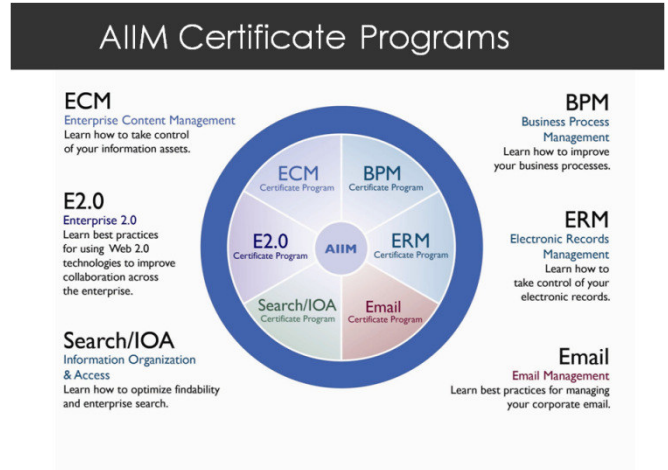 AIIM Certificate Programs
ECM
Enterprise Content Management
Learn how to take control
of your information assets.
E2.0
Enterprise 2.0
Learn best practices
for using Web 2.0
technologies to improve
collaboration across
the enterprise.
Search/IOA
Information Organization
& Access
Learn how to optimize findability
and enterprise search.
ECM
Certificate Program
BPM
Certificate Program
E2.0
Certificate Program
AIIM
ERM
Certificate Program
Search/IOA
Certificate Program
Email
Certificate Program
BPM
Business Process
Management
Learn how to improve
your business processes.
ERM
Electronic Records
Management
Learn how to
take control of your
electronic records.
Email
Email Management
Learn best practices for managing
your corporate email.